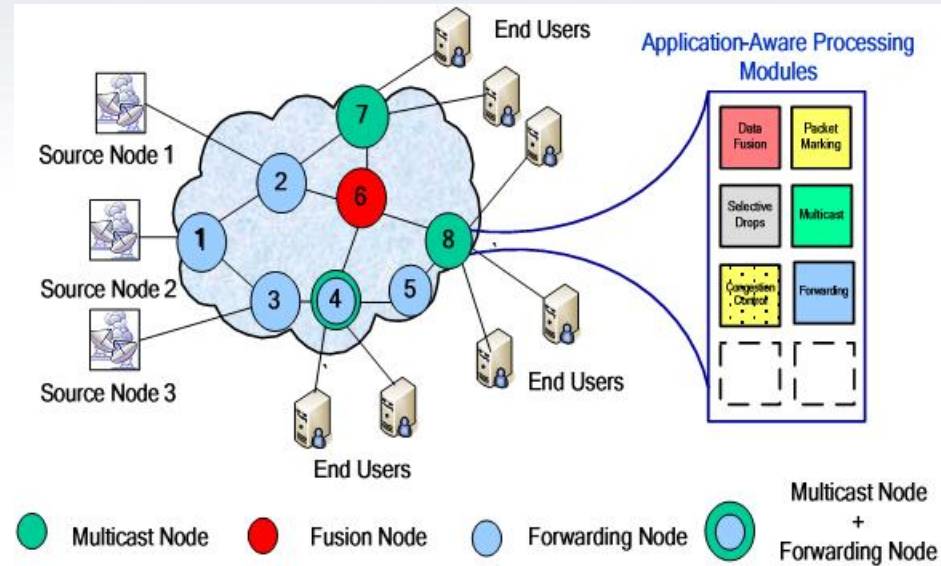 End Users
Application-Aware Processing
Modules
Source Node 1
7
Data
Fusion
Packet
Marking
2
6
Selective
Drops
Multicast
Source Node 2
1
8
3
4
5
Congestion
Control
Forwarding
Source Node 3
End Users
End Users
Multicast Node
Fusion Node
Forwarding Node
Multicast Node
+
Forwarding Node